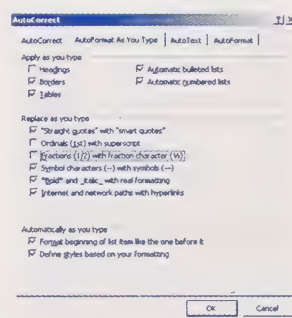 AutoCorrect
AutoCorrect AutoFormat As You Type AutoText AutoFormat
Apply as you type
Headings Automatic bulleted lists
Borders Automatic numbered lists
Tables
Replace as you type
"Straight quotes" with "smart quotes"
Ordinals (1st) with superscript
Fractions (1/2) with fraction character (½)
Symbol characters (--) with symbols (—)
*Bold* and _italic_ with real formatting
Internet and network paths with hyperlinks
Automatically as you type
Format beginning of list item like the one before it
Define styles based on your formatting
OK Cancel